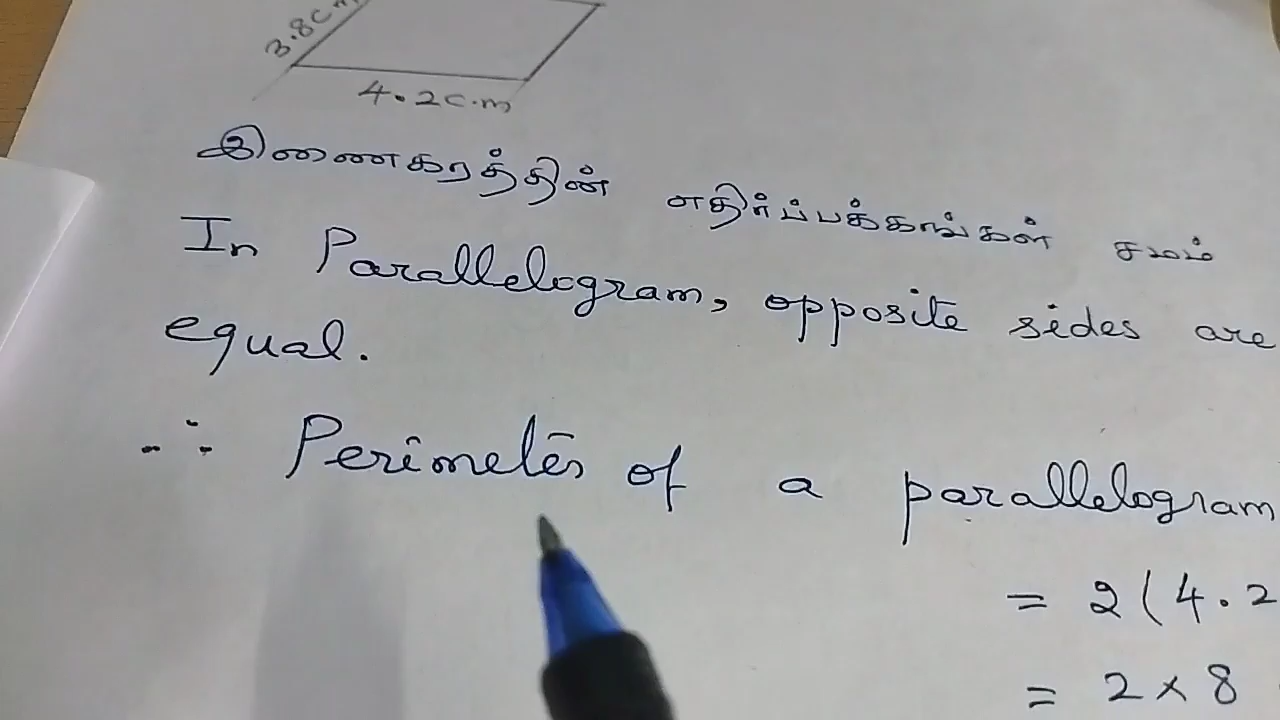 3.8cm
4.2c.m
இணைகரத்தின் எதிர்ப்பக்கங்கள் சமம்
In Parallelogram, opposite sides are
equal.
∴ Perimeter of a parallelogram
= 2(4.2
= 2×8